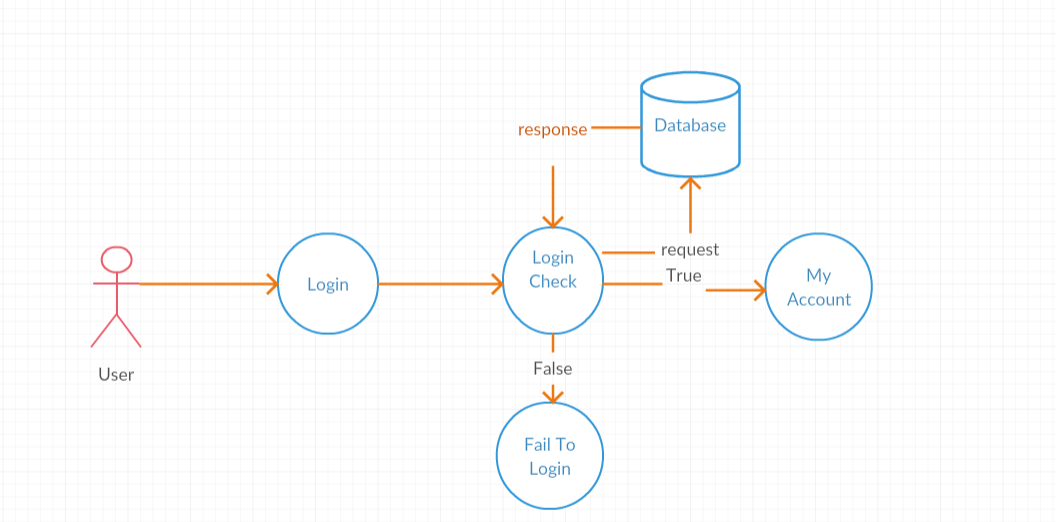 Database
response
request
True
Login
Check
My
Account
Login
User
False
Fail To
Login